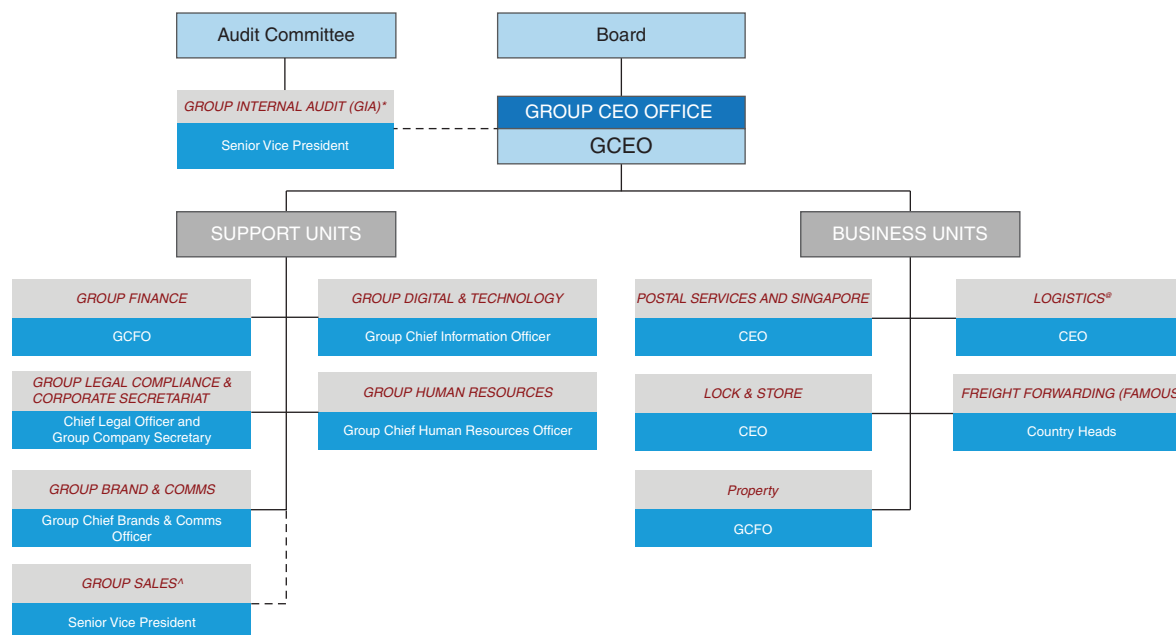 Audit Committee
Board
GROUP INTERNAL AUDIT (GIA)*
Senior Vice President
GROUP CEO OFFICE
GCEO
SUPPORT UNITS
BUSINESS UNITS
GROUP FINANCE
GCFO
GROUP DIGITAL & TECHNOLOGY
Group Chief Information Officer
POSTAL SERVICES AND SINGAPORE
CEO
LOGISTICS@
CEO
GROUP LEGAL COMPLIANCE &
CORPORATE SECRETARIAT
Chief Legal Officer and
Group Company Secretary
GROUP HUMAN RESOURCES
Group Chief Human Resources Officer
LOCK & STORE
CEO
FREIGHT FORWARDING (FAMOUS
Country Heads
GROUP BRAND & COMMS
Group Chief Brands & Comms
Officer
Property
GCFO
GROUP SALES^
Senior Vice President